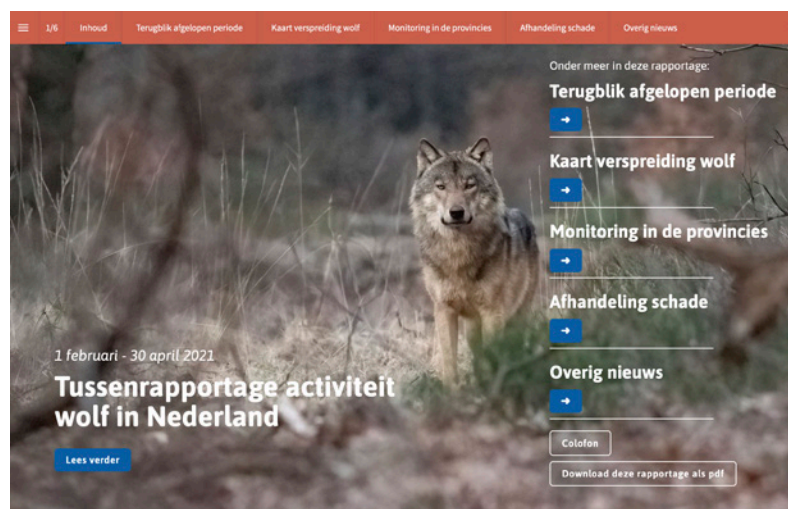 1/6 Inhoud Terugblik afgelopen periode Kaart verspreiding wolf Monitoring in de provincies Afhandeling schade Overig nieuws
Onder meer in deze rapportage:
Terugblik afgelopen periode
Kaart verspreiding wolf
Monitoring in de provincies
Afhandeling schade
Overig nieuws
1 februari - 30 april 2021
Tussenrapportage activiteit
wolf in Nederland
Lees verder
Colofon
Download deze rapportage als pdf